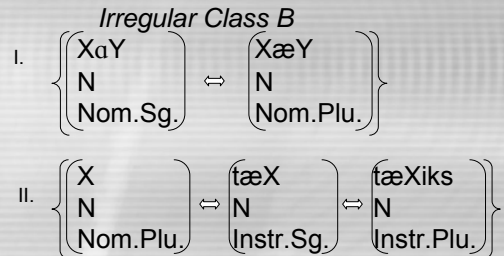 Irregular Class B
I. XɑY ⇔ XæY
N N
Nom.Sg. Nom.Plu.
II. X ⇔ tæX ⇔ tæXiks
N N N
Nom.Plu. Instr.Sg. Instr.Plu.